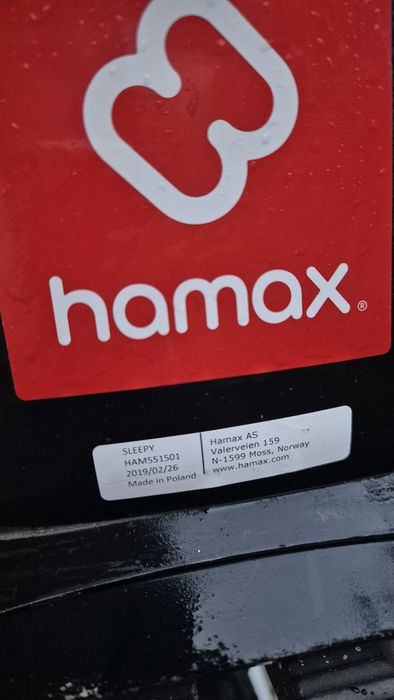 hamax®
SLEEPY
HAM551501
2019/02/26
Made in Poland
Hamax AS
Valerveien 159
N-1599 Moss, Norway
www.hamax.com